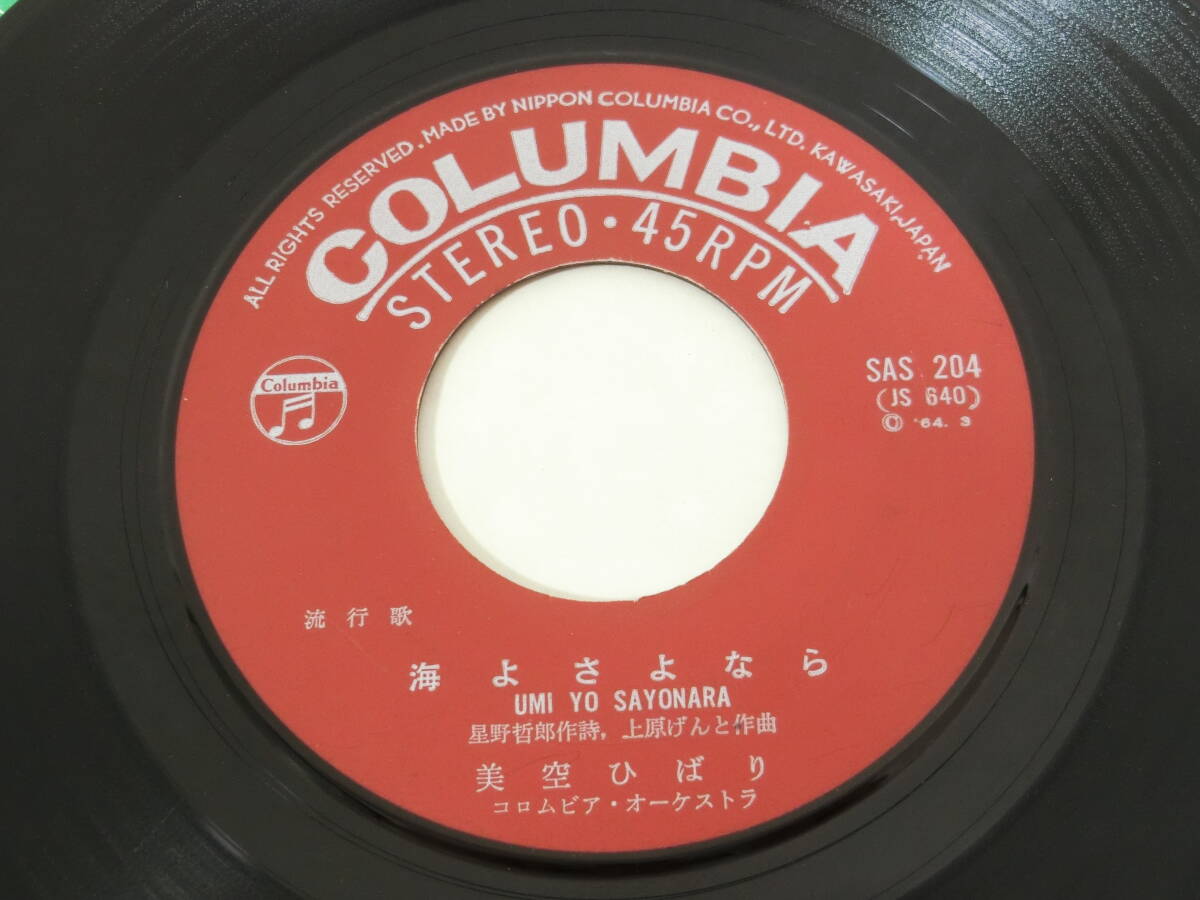 ALL RIGHTS RESERVED. MADE BY NIPPON COLUMBIA CO., LTD. KAWASAKI, JAPAN
COLUMBIA
STEREO・45RPM
Columbia
SAS 204
(JS 640)
Ⓒ '64. 3
流行歌
海よさよなら
UMI YO SAYONARA
星野哲郎作詩，上原げんと作曲
美空ひばり
コロムビア・オーケストラ